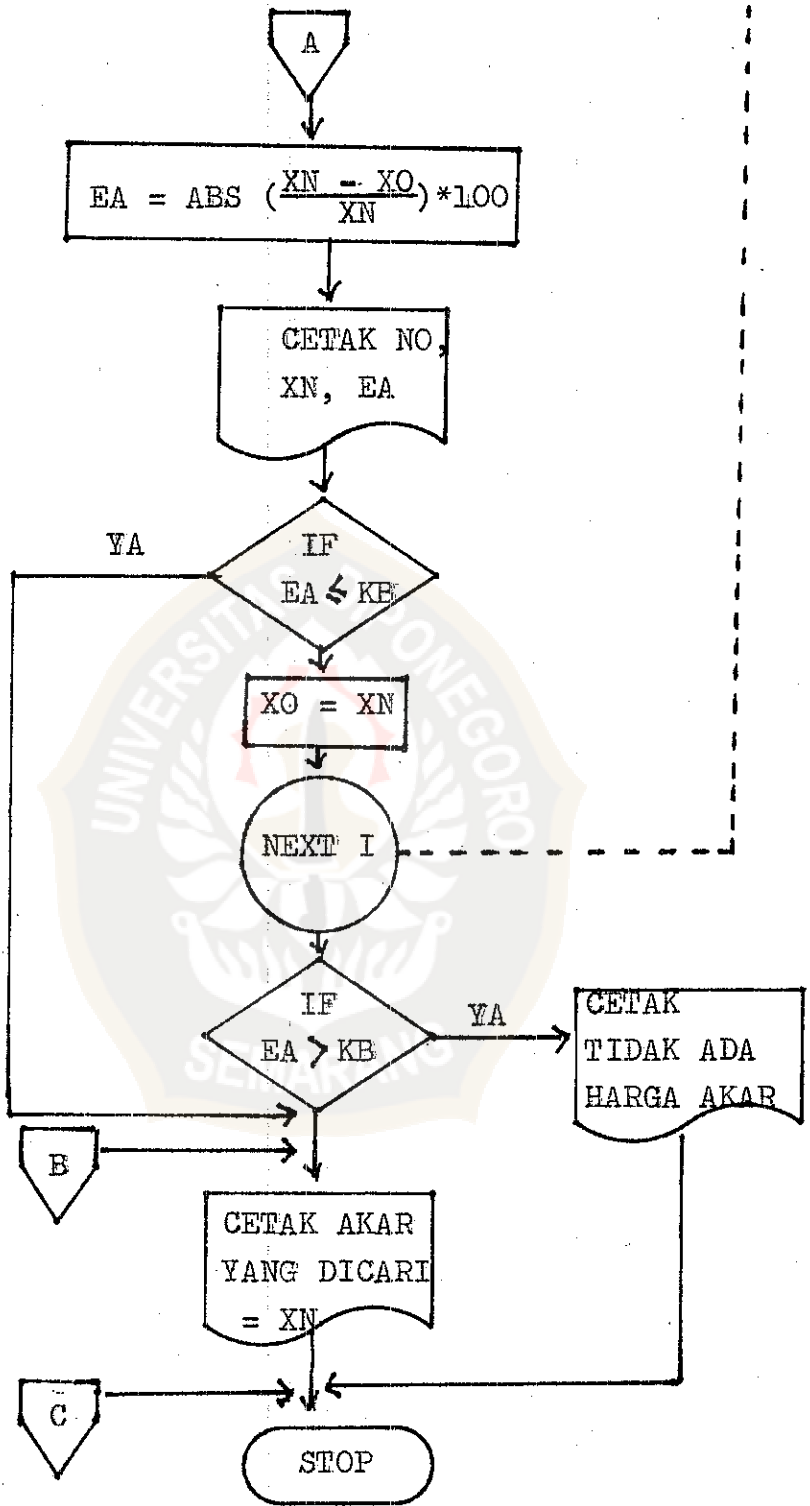 A
EA = ABS (XN - XO / XN) *100
CETAK NO,
XN, EA
YA
IF
EA ≤ KB
XO = XN
NEXT I
IF
EA > KB
YA
CETAK
TIDAK ADA
HARGA AKAR
B
CETAK AKAR
YANG DICARI
= XN
C
STOP
UNIVERSITAS DIPONEGORO
SEMARANG